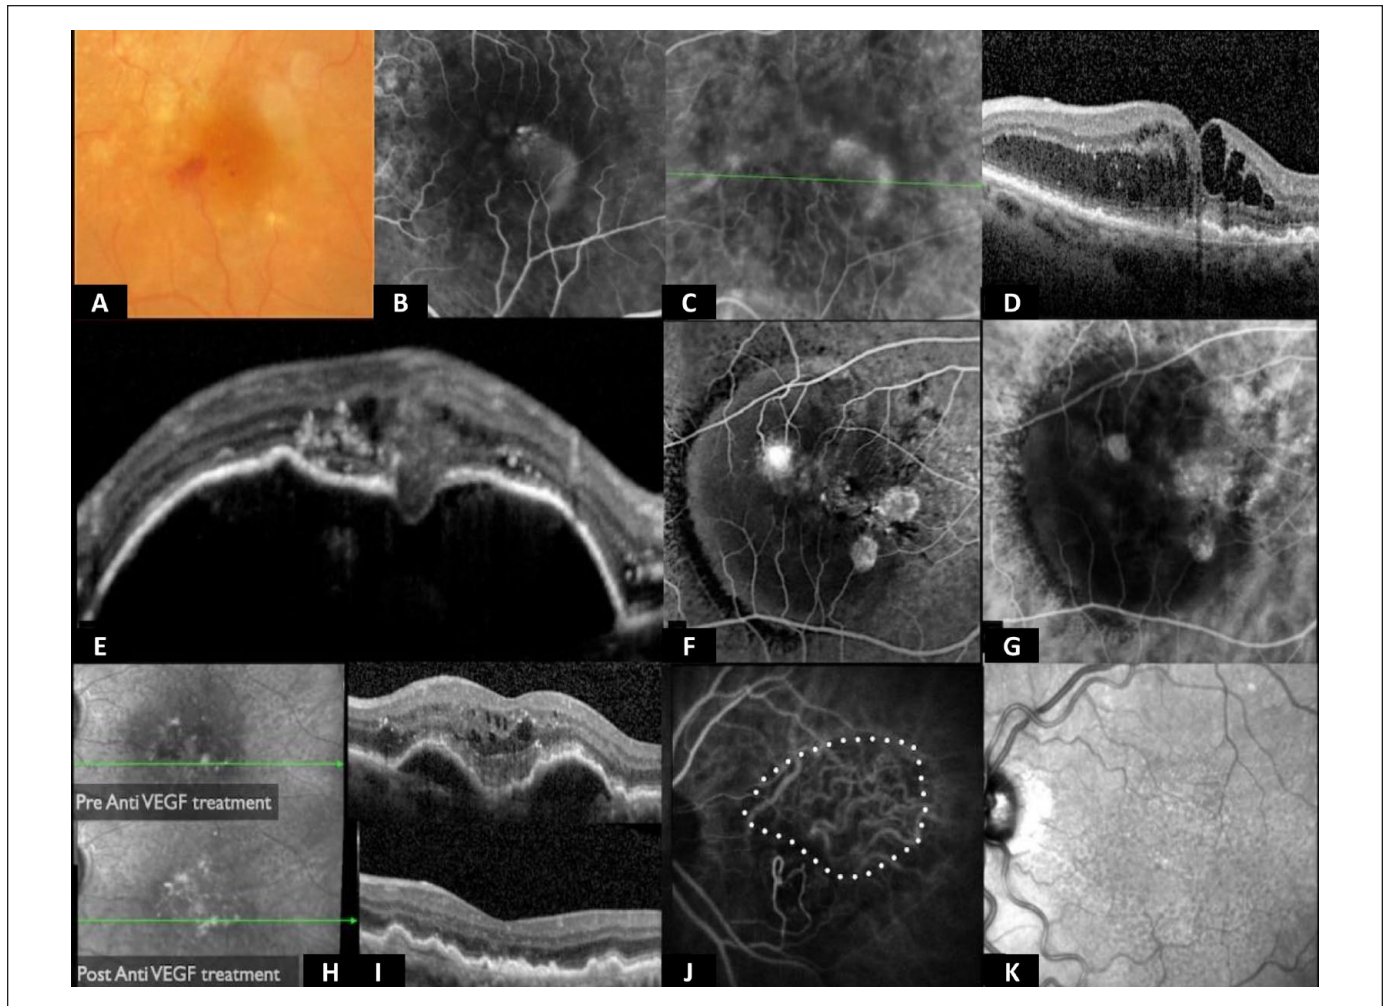 A
B
C
D
E
F
G
Pre Anti VEGF treatment
Post Anti VEGF treatment
H
I
J
K